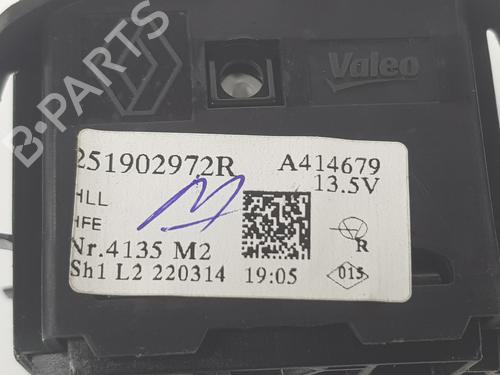 Valeo
251902972R A414679
13.5V
HLL
HFE
Nr.4135 M2
R
Sh1 L2 220314 19:05
015
B-PARTS